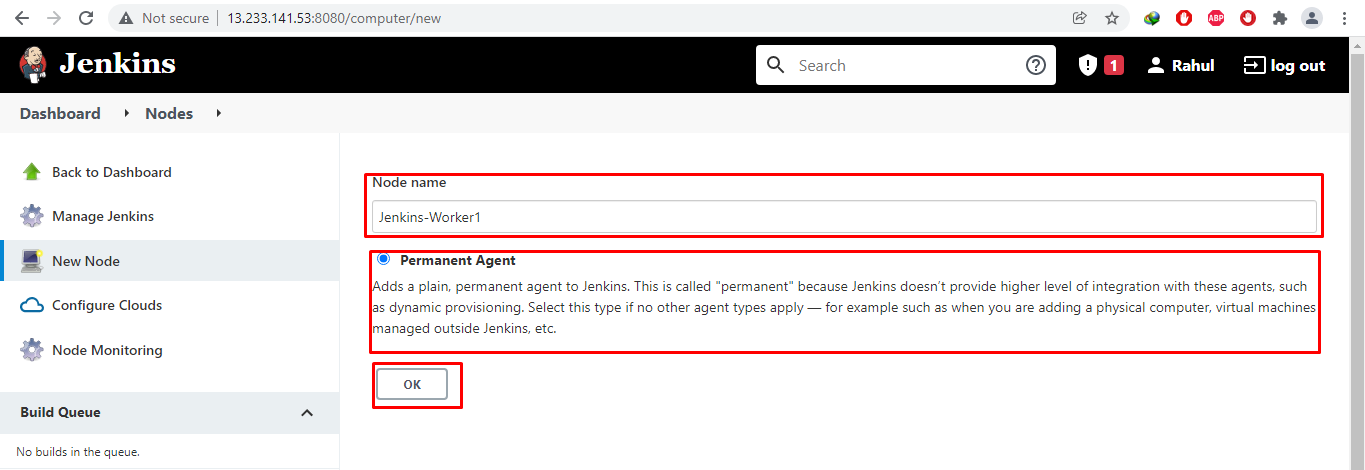 Not secure
13.233.141.53:8080/computer/new
ABP
Jenkins
Search
1
Rahul
log out
Dashboard
Nodes
Back to Dashboard
Manage Jenkins
New Node
Configure Clouds
Node Monitoring
Build Queue
No builds in the queue.
Node name
Jenkins-Worker1
Permanent Agent
Adds a plain, permanent agent to Jenkins. This is called "permanent" because Jenkins doesn’t provide higher level of integration with these agents, such
as dynamic provisioning. Select this type if no other agent types apply — for example such as when you are adding a physical computer, virtual machines
managed outside Jenkins, etc.
OK